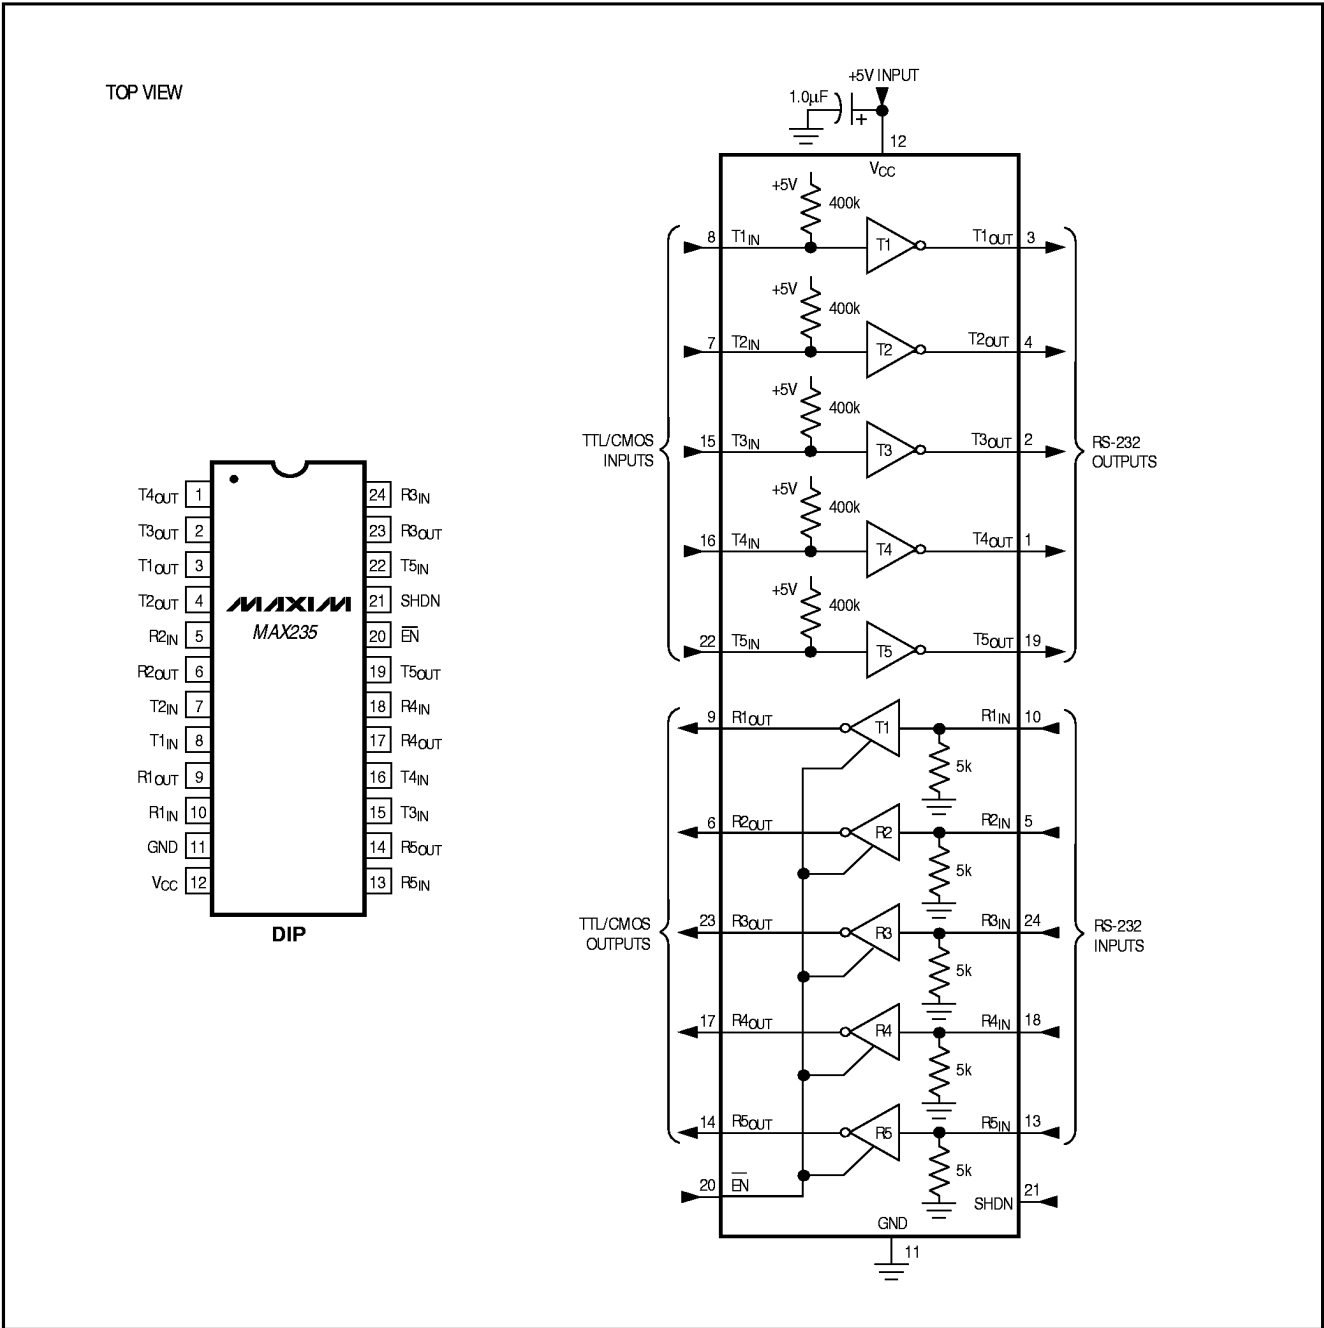 TOP VIEW
+5V INPUT
1.0µF
+
12
VCC
+5V
400k
8 T1IN T1 T1OUT 3
+5V
400k
7 T2IN T2 T2OUT 4
+5V
400k
TTL/CMOS
INPUTS
15 T3IN T3 T3OUT 2
RS-232
OUTPUTS
+5V
400k
16 T4IN T4 T4OUT 1
+5V
400k
22 T5IN T5 T5OUT 19
9 R1OUT T1 R1IN 10
5k
6 R2OUT R2 R2IN 5
5k
TTL/CMOS
OUTPUTS
23 R3OUT R3 R3IN 24
RS-232
INPUTS
5k
17 R4OUT R4 R4IN 18
5k
14 R5OUT R5 R5IN 13
5k
20 E̅N̅
SHDN 21
GND
11
T4OUT 1
T3OUT 2
T1OUT 3
T2OUT 4
R2IN 5
R2OUT 6
T2IN 7
T1IN 8
R1OUT 9
R1IN 10
GND 11
VCC 12
MAXIM
MAX235
24 R3IN
23 R3OUT
22 T5IN
21 SHDN
20 E̅N̅
19 T5OUT
18 R4IN
17 R4OUT
16 T4IN
15 T3IN
14 R5OUT
13 R5IN
DIP